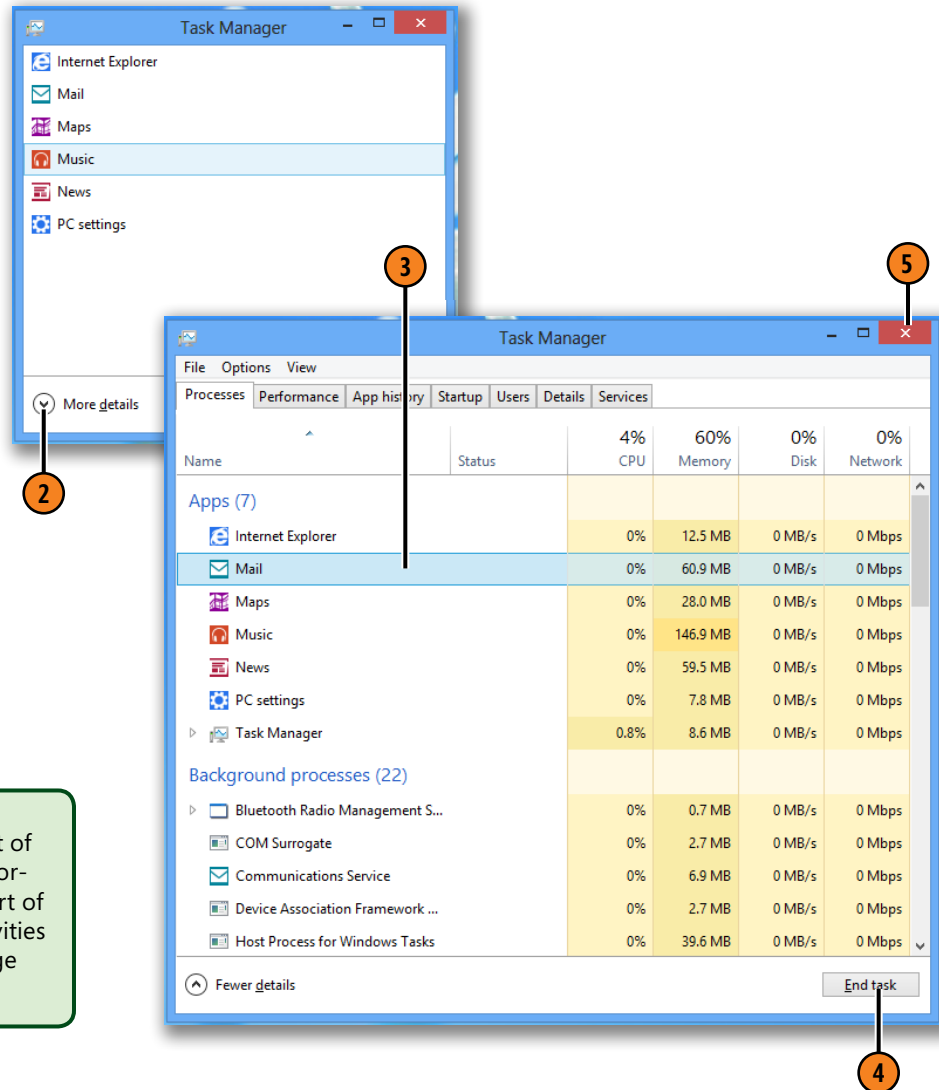 Task Manager
Internet Explorer
Mail
Maps
Music
News
PC settings
More details
2
3
5
Task Manager
File Options View
Processes Performance App history Startup Users Details Services
4% 60% 0% 0%
Name Status CPU Memory Disk Network
Apps (7)
Internet Explorer 0% 12.5 MB 0 MB/s 0 Mbps
Mail 0% 60.9 MB 0 MB/s 0 Mbps
Maps 0% 28.0 MB 0 MB/s 0 Mbps
Music 0% 146.9 MB 0 MB/s 0 Mbps
News 0% 59.5 MB 0 MB/s 0 Mbps
PC settings 0% 7.8 MB 0 MB/s 0 Mbps
Task Manager 0.8% 8.6 MB 0 MB/s 0 Mbps
Background processes (22)
Bluetooth Radio Management S... 0% 0.7 MB 0 MB/s 0 Mbps
COM Surrogate 0% 2.7 MB 0 MB/s 0 Mbps
Communications Service 0% 6.9 MB 0 MB/s 0 Mbps
Device Association Framework ... 0% 2.7 MB 0 MB/s 0 Mbps
Host Process for Windows Tasks 0% 39.6 MB 0 MB/s 0 Mbps
Fewer details End task
4
of
of